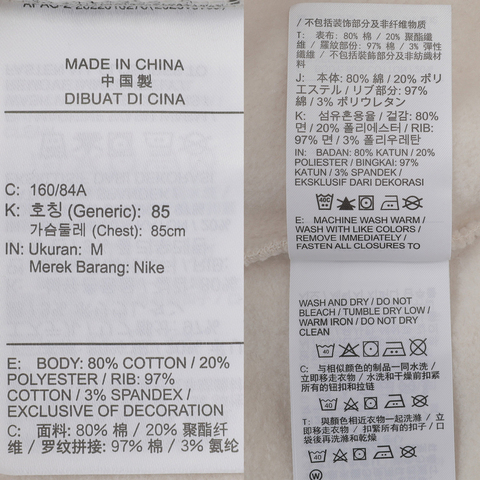 MADE IN CHINA
中国製
DIBUAT DI CINA
C: 160/84A
K: 호칭 (Generic): 85
가슴둘레 (Chest): 85cm
IN: Ukuran: M
Merek Barang: Nike
E: BODY: 80% COTTON / 20%
POLYESTER / RIB: 97%
COTTON / 3% SPANDEX /
EXCLUSIVE OF DECORATION
C: 面料: 80% 棉 / 20% 聚酯纤
维 / 罗纹拼接: 97% 棉 / 3% 氨纶
/ 不包括装饰部分及非纤维物质
T: 表布: 80% 棉 / 20% 聚酯纖
維 / 羅紋部份: 97% 棉 / 3% 彈性
纖維 / 不包括裝飾部分及非紡織材
料
J: 本体: 80% 綿 / 20% ポリ
エステル / リブ部分: 97%
綿 / 3% ポリウレタン
K: 섬유혼용율 / 겉감: 80%
면 / 20% 폴리에스터 / RIB:
97% 면 / 3% 폴리우레탄
IN: BADAN: 80% KATUN / 20%
POLIESTER / BINGKAI: 97%
KATUN / 3% SPANDEK /
EKSKLUSIF DARI DEKORASI
E: MACHINE WASH WARM /
WASH WITH LIKE COLORS /
REMOVE IMMEDIATELY /
FASTEN ALL CLOSURES TO
WASH AND DRY / DO NOT
BLEACH / TUMBLE DRY LOW /
WARM IRON / DO NOT DRY
CLEAN
40
C: 与相似颜色的制品一同水洗 /
立即移走衣物 / 水洗和干燥前扣紧
所有的钮扣和拉链
40
T: 與顏色相近衣物一起洗滌 / 立
即移走衣物 / 扣緊所有的扣子 / 口
袋後再洗滌和乾燥
40